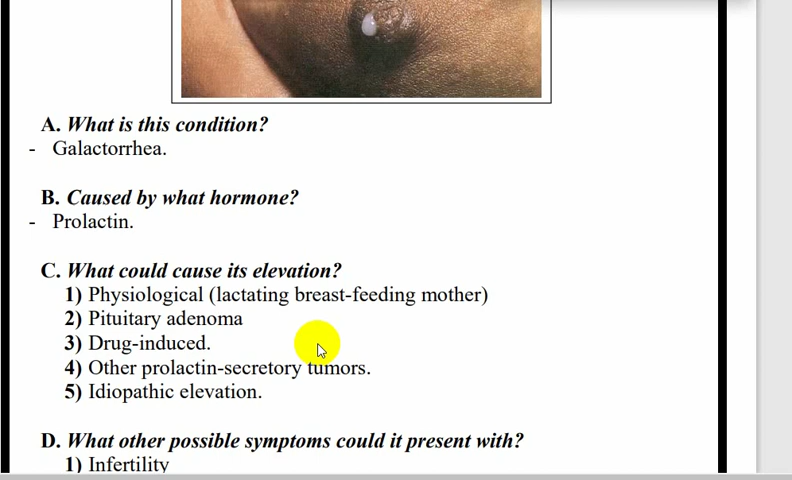 A. What is this condition?
- Galactorrhea.
B. Caused by what hormone?
- Prolactin.
C. What could cause its elevation?
1) Physiological (lactating breast-feeding mother)
2) Pituitary adenoma
3) Drug-induced.
4) Other prolactin-secretory tumors.
5) Idiopathic elevation.
D. What other possible symptoms could it present with?
1) Infertility